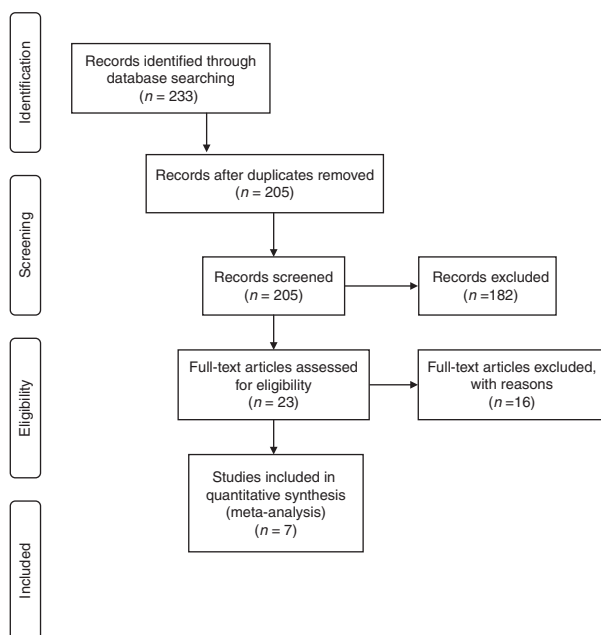 Identification
Records identified through
database searching
(n = 233)
Records after duplicates removed
(n = 205)
Screening
Records screened
(n = 205)
Records excluded
(n =182)
Eligibility
Full-text articles assessed
for eligibility
(n = 23)
Full-text articles excluded,
with reasons
(n =16)
Studies included in
quantitative synthesis
(meta-analysis)
(n = 7)
Included